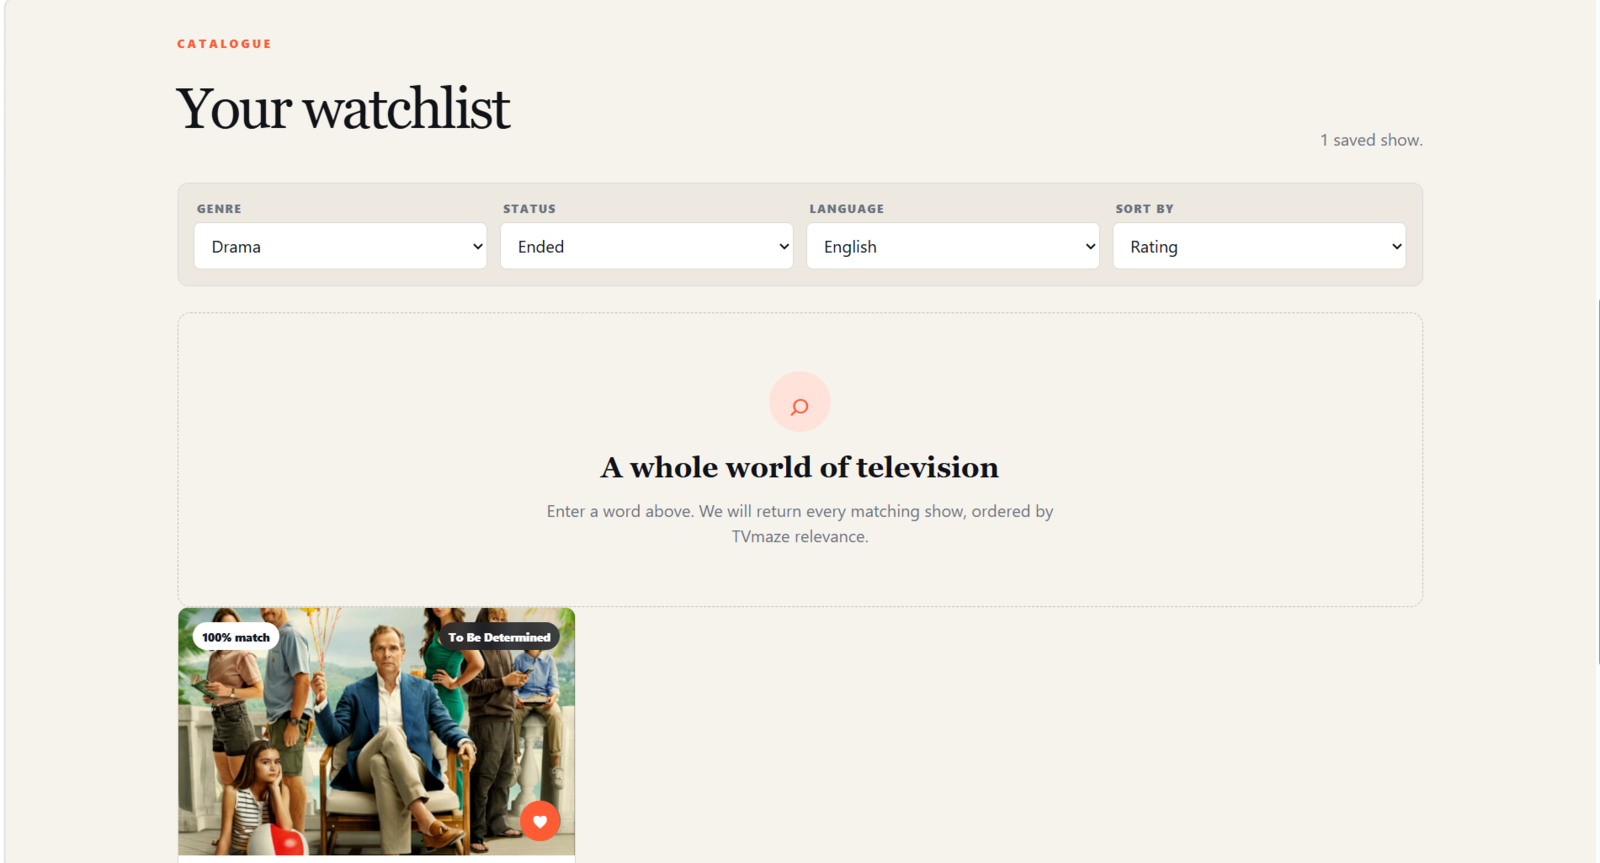 CATALOGUE
Your watchlist
1 saved show.
GENRE
STATUS
LANGUAGE
SORT BY
Drama
Ended
English
Rating
A whole world of television
Enter a word above. We will return every matching show, ordered by
TVmaze relevance.
100% match
To Be Determined